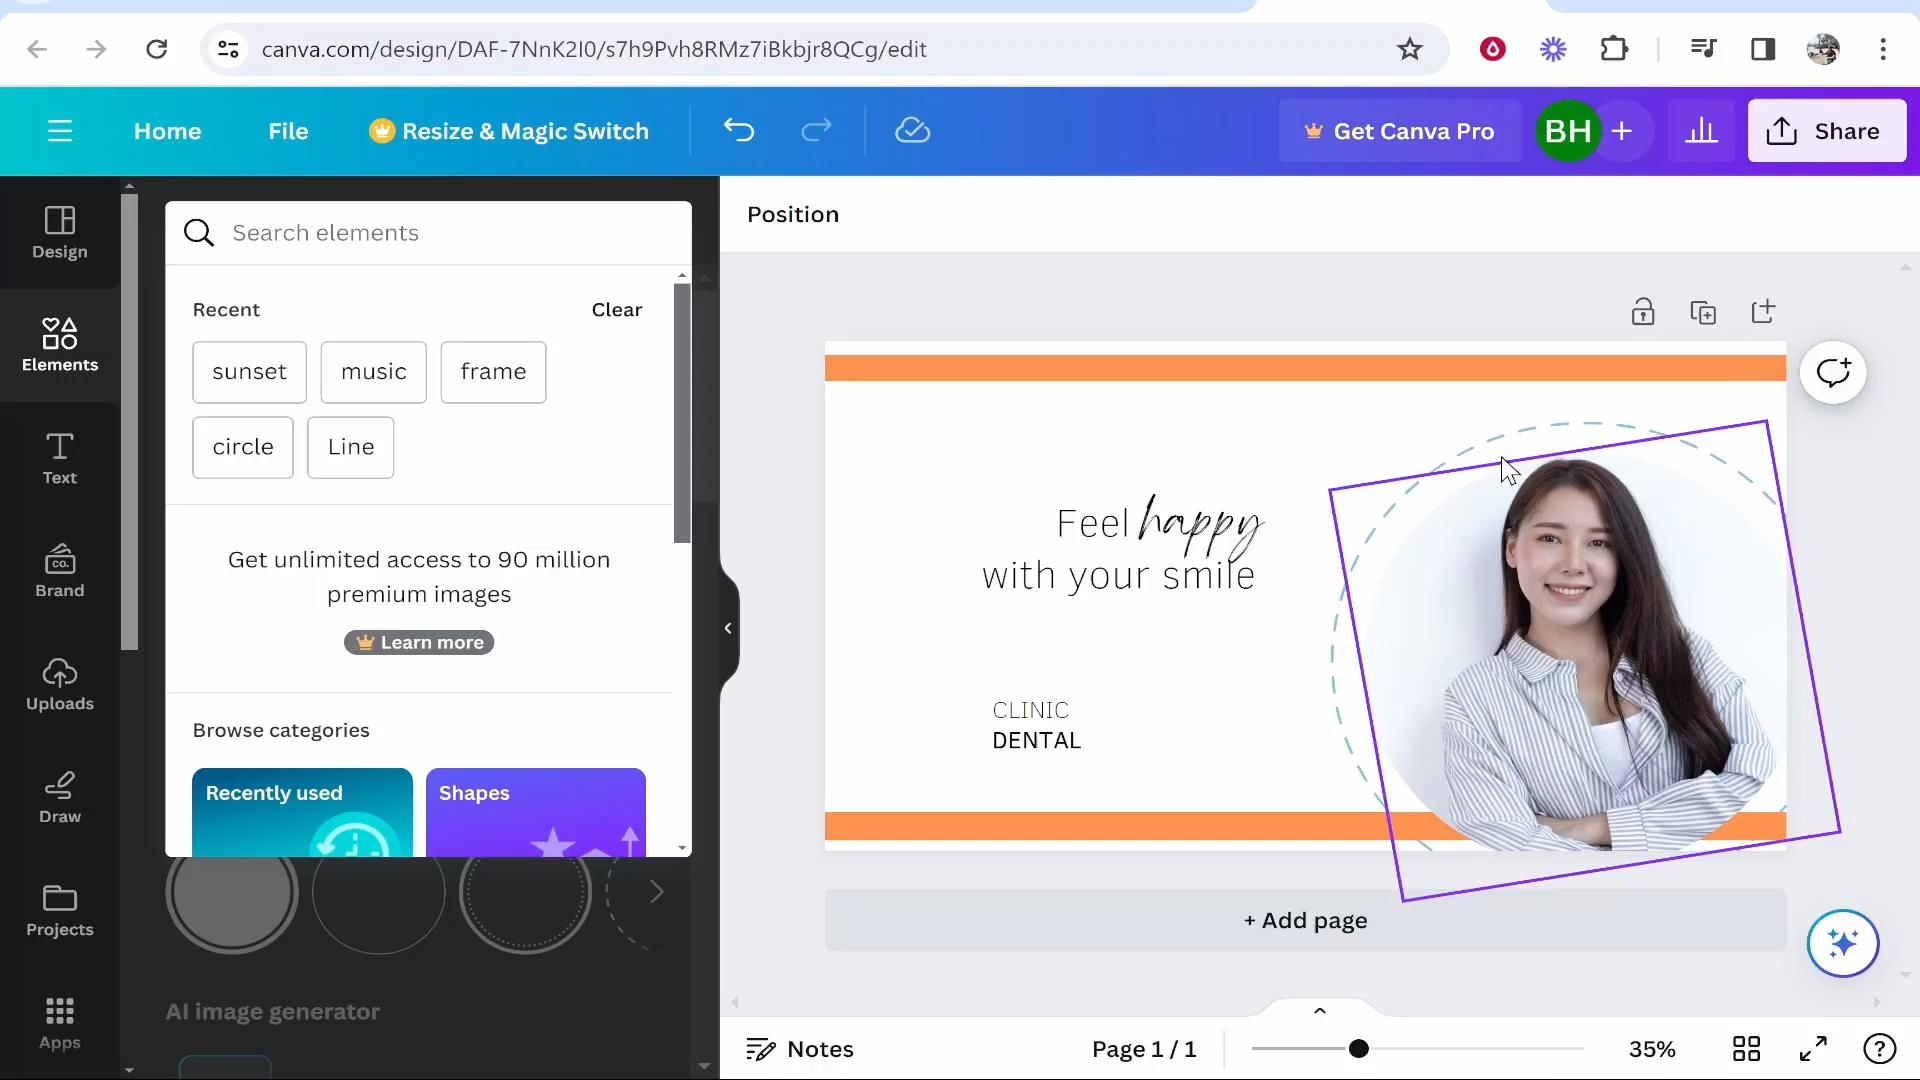 canva.com/design/DAF-7NnK2I0/s7h9Pvh8RMz7iBkbjr8QCg/edit
Home
File
Resize & Magic Switch
Get Canva Pro
BH
Share
Design
Elements
Text
CO.
Brand
Uploads
Draw
Projects
Apps
Search elements
Recent
Clear
sunset
music
frame
circle
Line
Get unlimited access to 90 million
premium images
Learn more
Browse categories
Recently used
Shapes
AI image generator
Position
Feel happy
with your smile
CLINIC
DENTAL
+ Add page
Notes
Page 1 / 1
35%